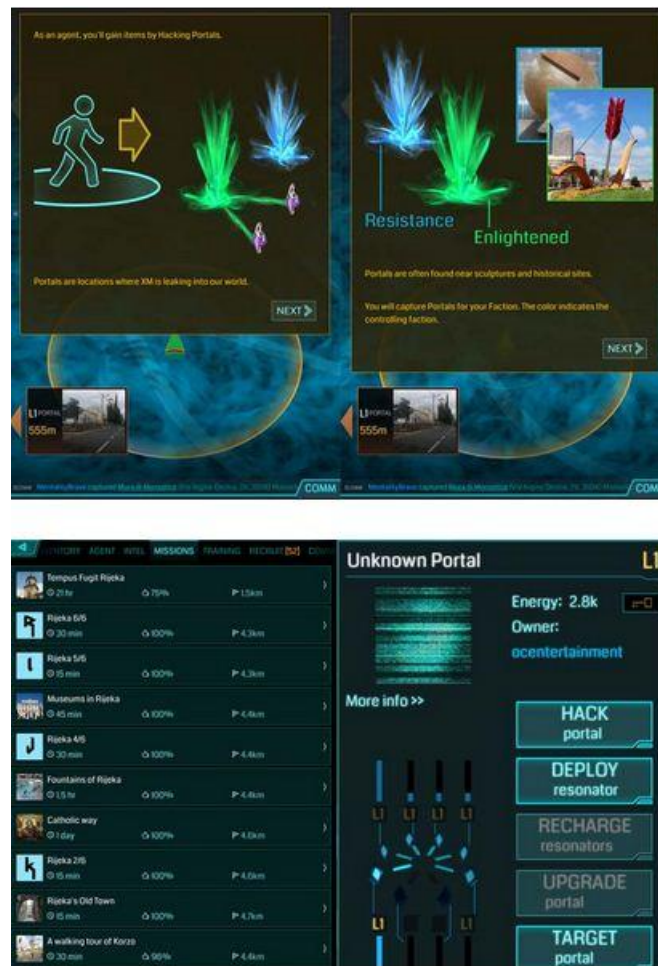 As an agent, you'll gain items by Hacking Portals.
Portals are locations where XM is leaking into our world.
NEXT
L1 PORTAL
555m
COMM
Resistance
Enlightened
Portals are often found near sculptures and historical sites.
You will capture Portals for your Faction. The color indicates the
controlling faction.
NEXT
L1 PORTAL
555m
COM
AGENT INTEL MISSIONS TRAINING RECRUIT [52]
Tempus Fugit Rijeka
21 hr 75% 1.5km
Rijeka 6/6
30 min 100% 4.3km
Rijeka 5/6
15 min 100% 4.3km
Museums in Rijeka
45 min 100% 4.4km
Rijeka 4/6
30 min 100% 4.4km
Fountains of Rijeka
1.5 hr 100% 4.4km
Catholic way
1 day 100% 4.6km
Rijeka 2/6
15 min 100% 4.6km
Rijeka's Old Town
15 min 100% 4.7km
A walking tour of Korzo
30 min 96% 4.4km
Unknown Portal
L1
Energy: 2.8k
Owner:
ocentertainment
More info >>
HACK
portal
DEPLOY
resonator
RECHARGE
resonators
UPGRADE
portal
TARGET
portal
L1 L1 L1 L1
L1 L1